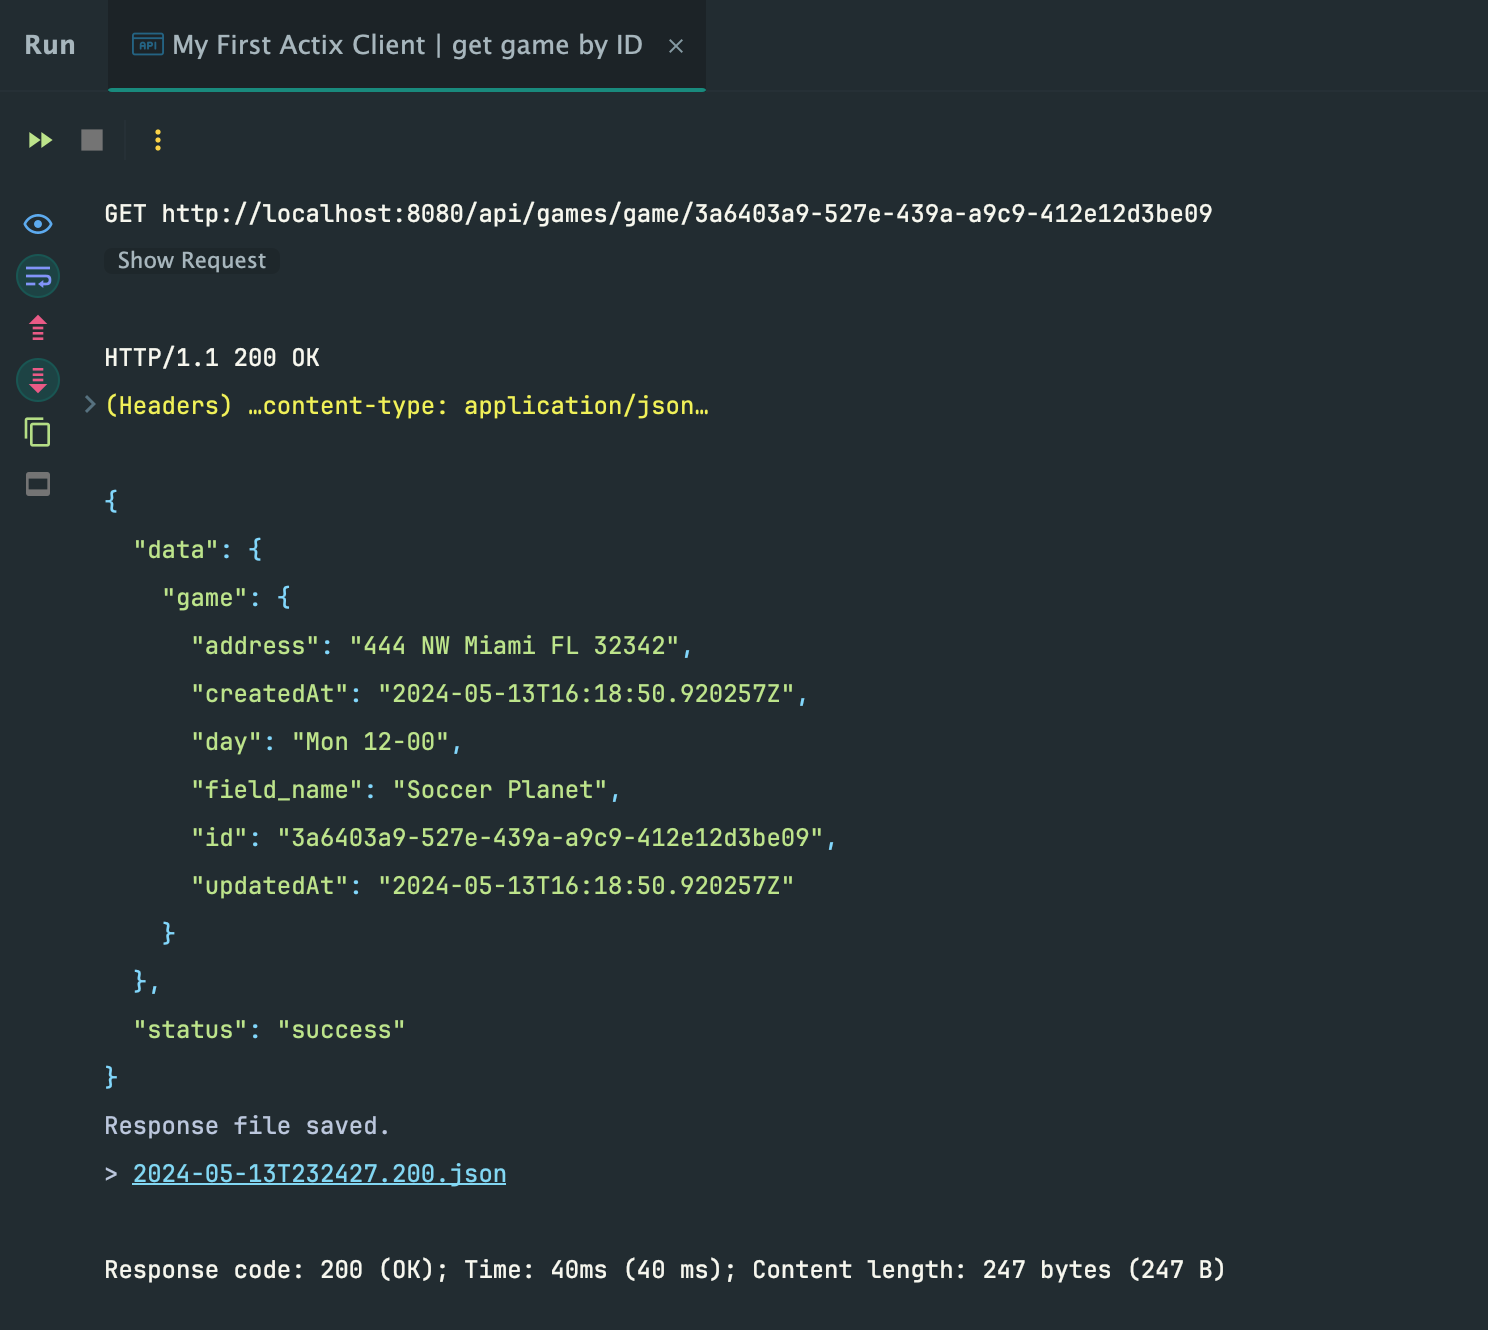 Run
API My First Actix Client | get game by ID ×
GET http://localhost:8080/api/games/game/3a6403a9-527e-439a-a9c9-412e12d3be09
Show Request
HTTP/1.1 200 OK
(Headers) …content-type: application/json…
{
  "data": {
    "game": {
      "address": "444 NW Miami FL 32342",
      "createdAt": "2024-05-13T16:18:50.920257Z",
      "day": "Mon 12-00",
      "field_name": "Soccer Planet",
      "id": "3a6403a9-527e-439a-a9c9-412e12d3be09",
      "updatedAt": "2024-05-13T16:18:50.920257Z"
    }
  },
  "status": "success"
}
Response file saved.
> 2024-05-13T232427.200.json
Response code: 200 (OK); Time: 40ms (40 ms); Content length: 247 bytes (247 B)